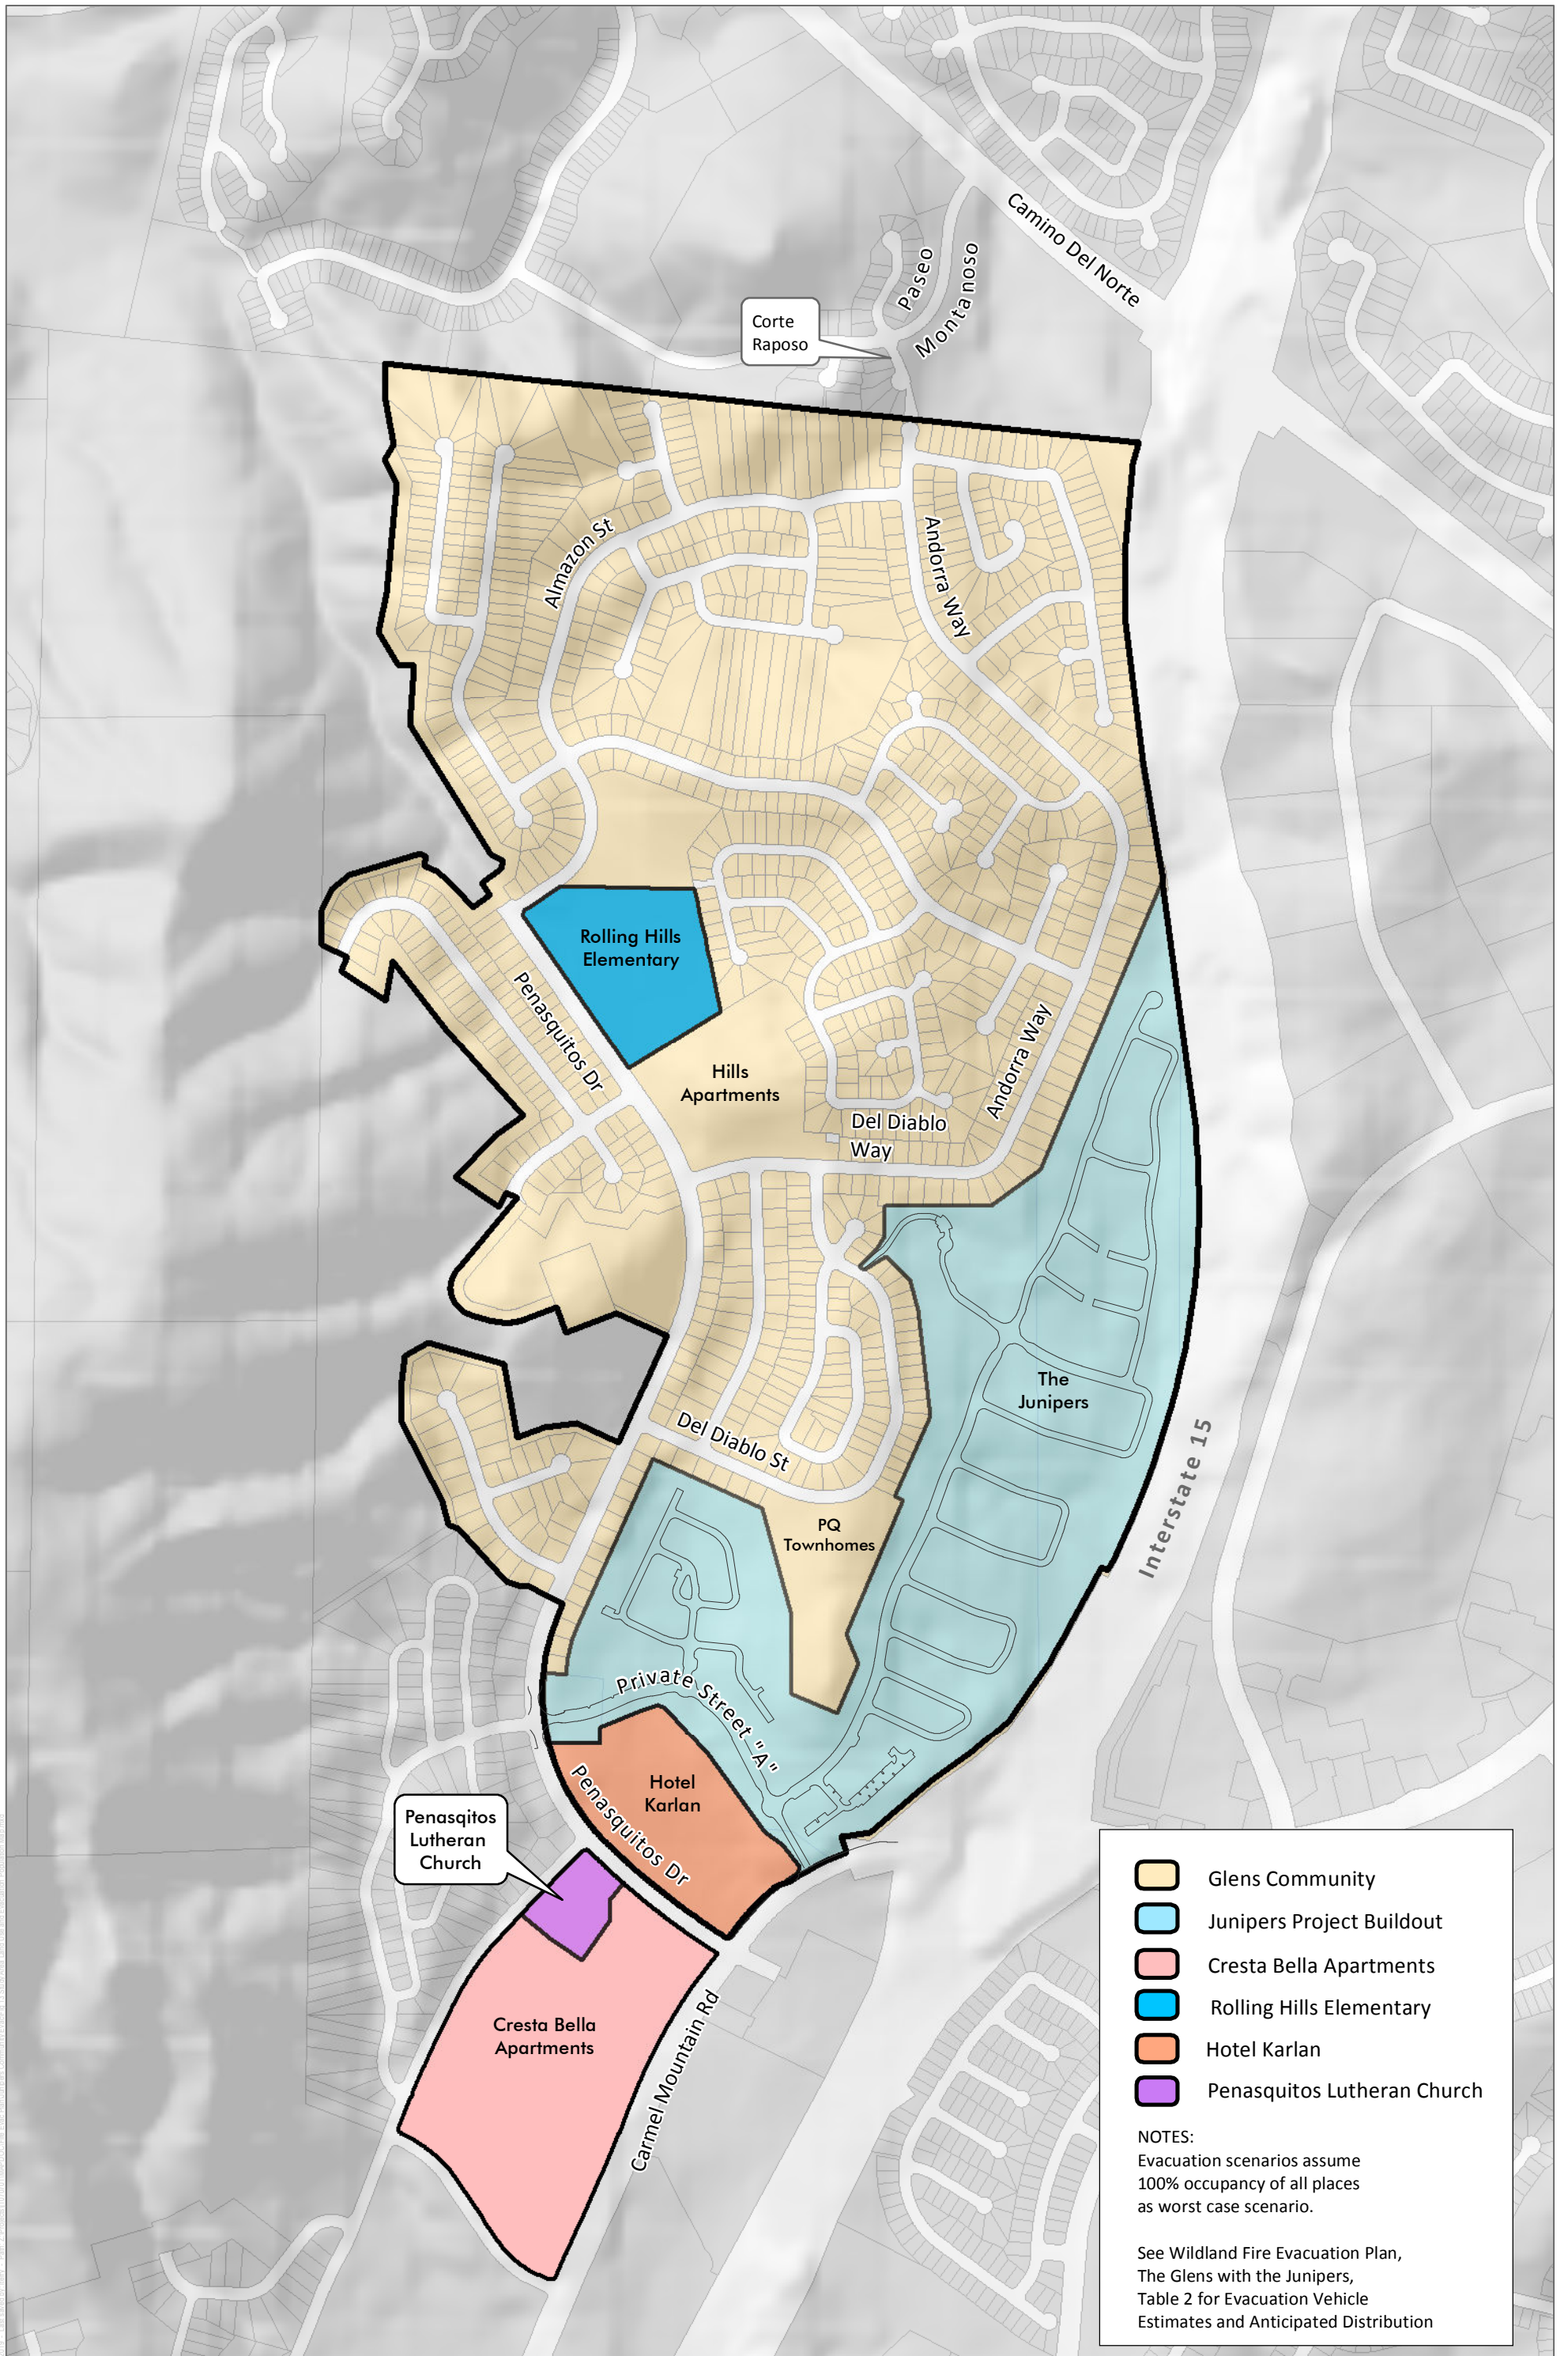 Camino Del Norte
Paseo
Montanoso
Corte
Raposo
Almazon St
Andorra Way
Rolling Hills
Elementary
Penasquitos Dr
Hills
Apartments
Andorra Way
Del Diablo
Way
The
Junipers
Del Diablo St
Interstate 15
PQ
Townhomes
Private Street "A"
Hotel
Karlan
Penasquitos Dr
Penasqitos
Lutheran
Church
Cresta Bella
Apartments
Carmel Mountain Rd
Glens Community
Junipers Project Buildout
Cresta Bella Apartments
Rolling Hills Elementary
Hotel Karlan
Penasquitos Lutheran Church
NOTES:
Evacuation scenarios assume
100% occupancy of all places
as worst case scenario.
See Wildland Fire Evacuation Plan,
The Glens with the Junipers,
Table 2 for Evacuation Vehicle
Estimates and Anticipated Distribution